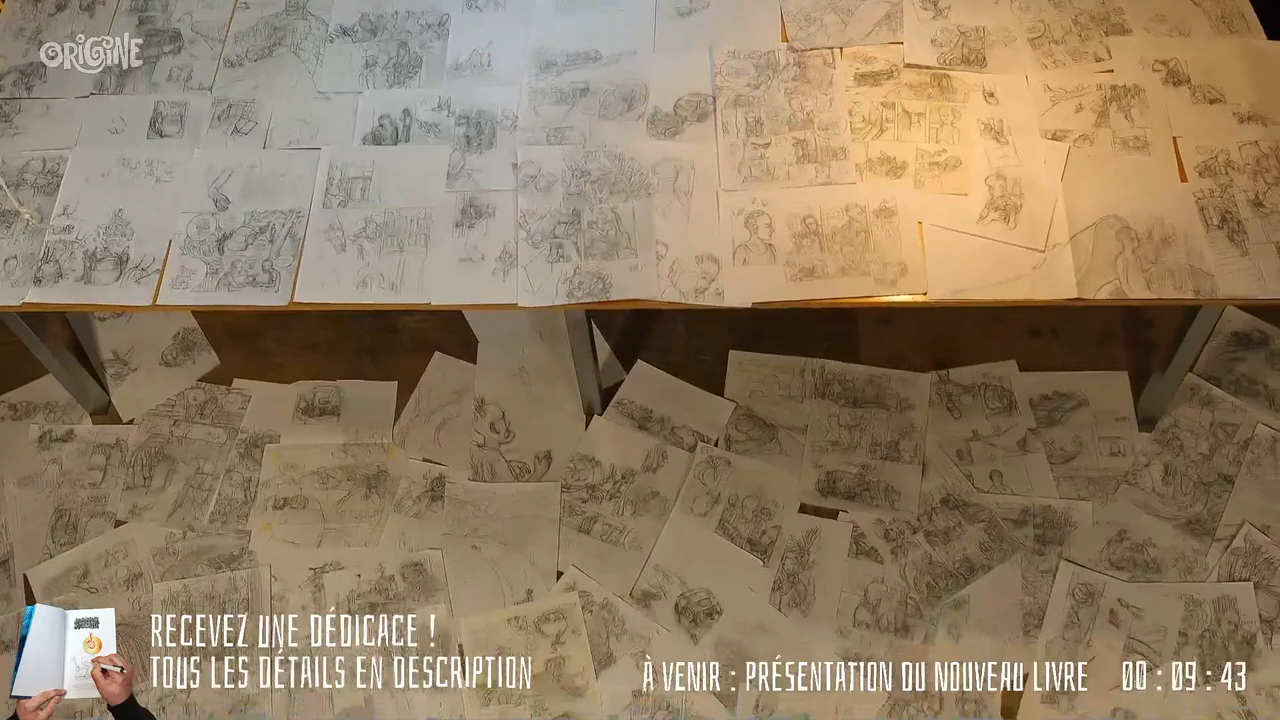 ORIGINE
RECEVEZ UNE DÉDICACE !
TOUS LES DÉTAILS EN DESCRIPTION
À VENIR : PRÉSENTATION DU NOUVEAU LIVRE 00 : 09 : 43